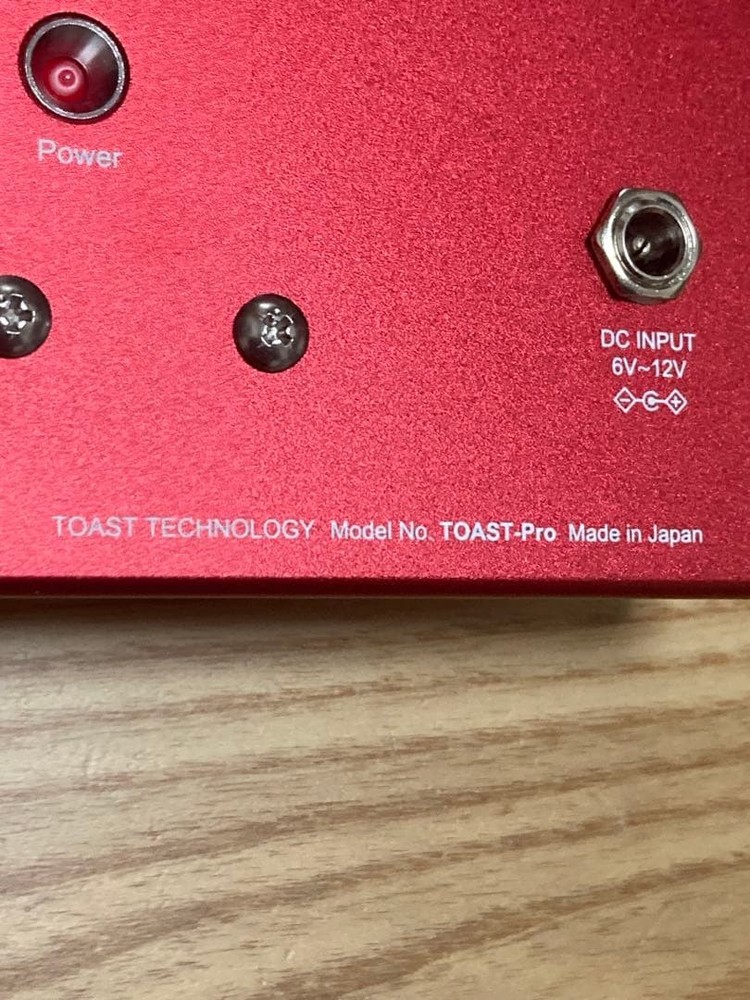 Power
DC INPUT
6V~12V
TOAST TECHNOLOGY Model No. TOAST-Pro Made in Japan